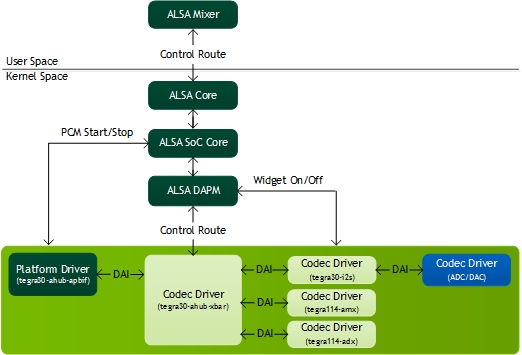 ALSA Mixer
Control Route
User Space
Kernel Space
ALSA Core
PCM Start/Stop
ALSA SoC Core
ALSA DAPM
Widget On/Off
Control Route
Platform Driver
(tegra30-ahub-apbif)
DAI
Codec Driver
(tegra30-ahub-xbar)
DAI
Codec Driver
(tegra30-i2s)
DAI
Codec Driver
(ADC/DAC)
DAI
Codec Driver
(tegra114-amx)
DAI
Codec Driver
(tegra114-adx)